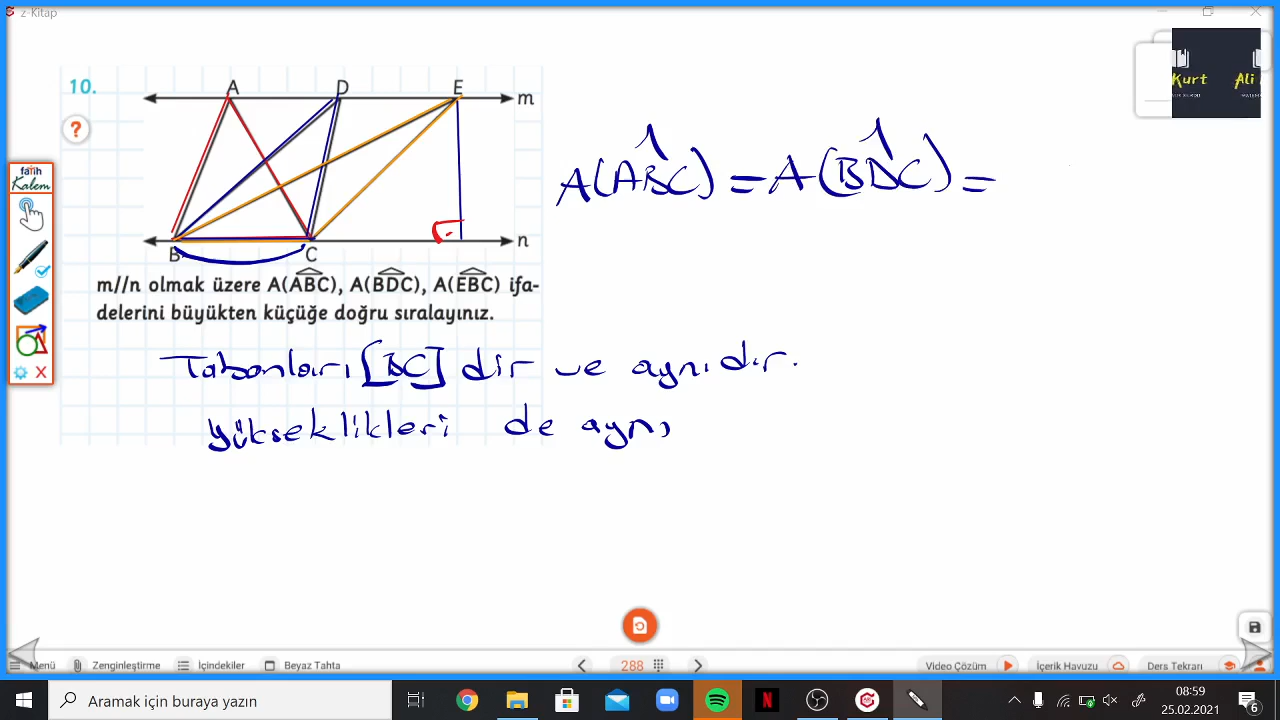 z-Kitap
Kurt Ali
10.
A D E
m
?
fatih
Kalem
n
B C
m//n olmak üzere A(ABC), A(BDC), A(EBC) ifa-
delerini büyükten küçüğe doğru sıralayınız.
A(ABC) = A(BDC) =
Tabanları [BC] dir ve aynıdır.
yükseklikleri de aynı
Menü Zenginleştirme İçindekiler Beyaz Tahta 288 Video Çözüm İçerik Havuzu Ders Tekrarı
Aramak için buraya yazın
08:59
25.02.2021
6